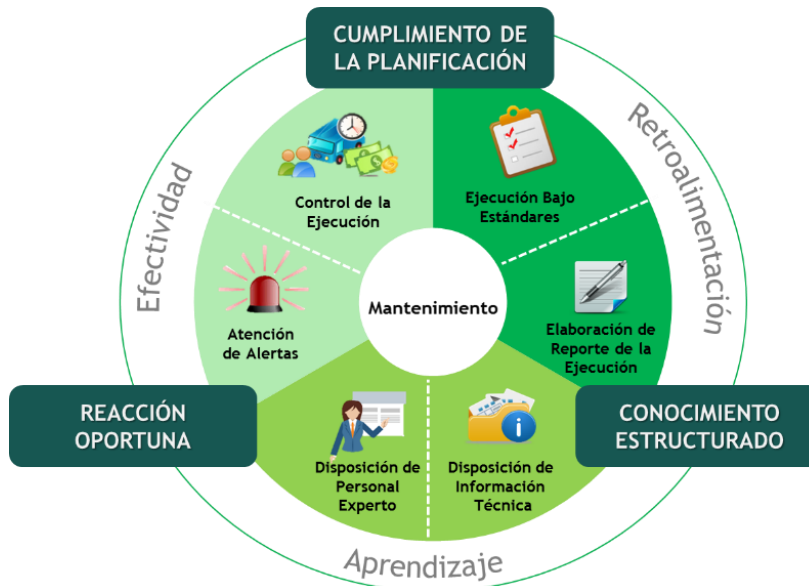 CUMPLIMIENTO DE
LA PLANIFICACIÓN
Efectividad
Retroalimentación
Control de la
Ejecución
Ejecución Bajo
Estándares
Mantenimiento
Atención
de Alertas
Elaboración de
Reporte de la
Ejecución
REACCIÓN
OPORTUNA
CONOCIMIENTO
ESTRUCTURADO
Disposición de
Personal
Experto
Disposición de
Información
Técnica
Aprendizaje